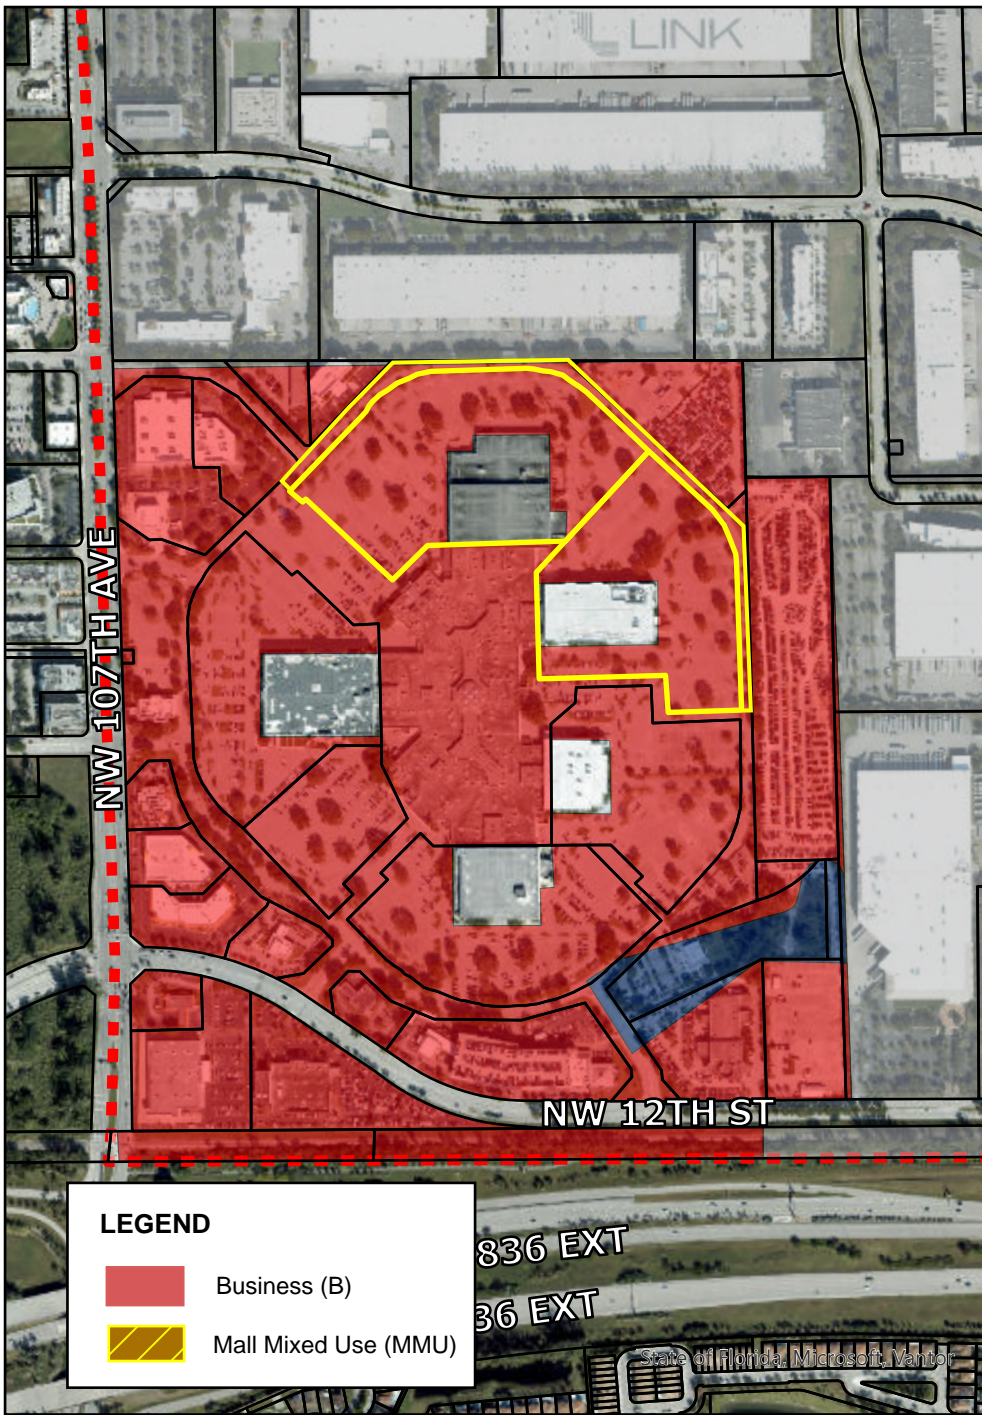 LINK
NW 107TH AVE
NW 12TH ST
836 EXT
36 EXT
LEGEND
Business (B)
Mall Mixed Use (MMU)
State of Florida, Microsoft, Vantor